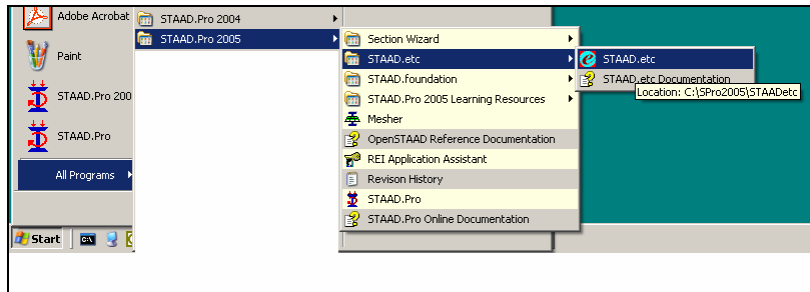 Adobe Acrobat
Paint
STAAD.Pro 200
STAAD.Pro
All Programs
Start
C:\
STAAD.Pro 2004
STAAD.Pro 2005
Section Wizard
STAAD.etc
STAAD.foundation
STAAD.Pro 2005 Learning Resources
Mesher
OpenSTAAD Reference Documentation
REI Application Assistant
Revison History
STAAD.Pro
STAAD.Pro Online Documentation
STAAD.etc
STAAD.etc Documentation
Location: C:\SPro2005\STAADetc